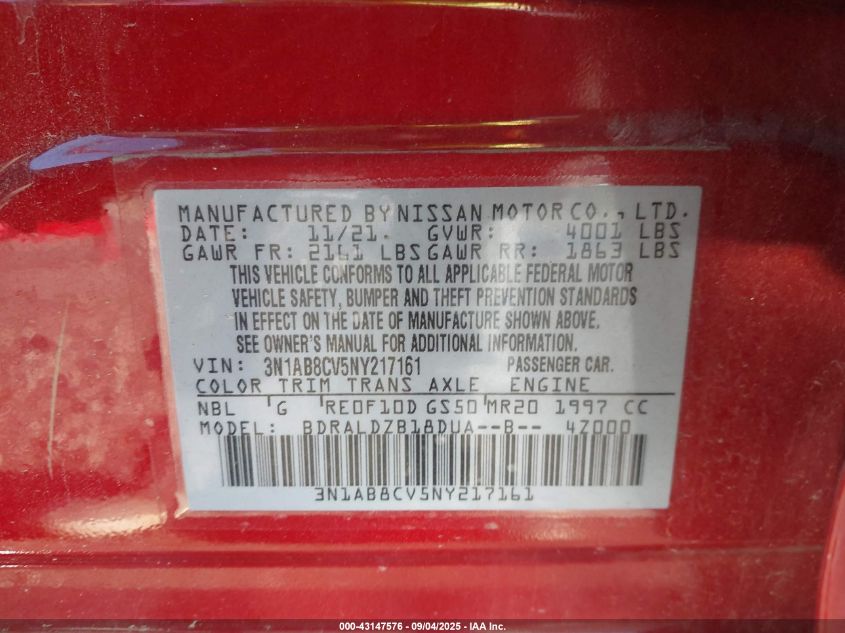 MANUFACTURED BY NISSAN MOTOR CO., LTD.
DATE: 11/21. GVWR: 4001 LBS
GAWR FR: 2161 LBS GAWR RR: 1863 LBS
THIS VEHICLE CONFORMS TO ALL APPLICABLE FEDERAL MOTOR
VEHICLE SAFETY, BUMPER AND THEFT PREVENTION STANDARDS
IN EFFECT ON THE DATE OF MANUFACTURE SHOWN ABOVE.
SEE OWNER'S MANUAL FOR ADDITIONAL INFORMATION.
VIN: 3N1AB8CV5NY217161 PASSENGER CAR.
COLOR TRIM TRANS AXLE ENGINE
NBL G RE0F10D GS50 MR20 1997 CC
MODEL: BDRALDZB18DUA--B-- 4Z000
3N1AB8CV5NY217161
000-43147576 - 09/04/2025 - IAA Inc.